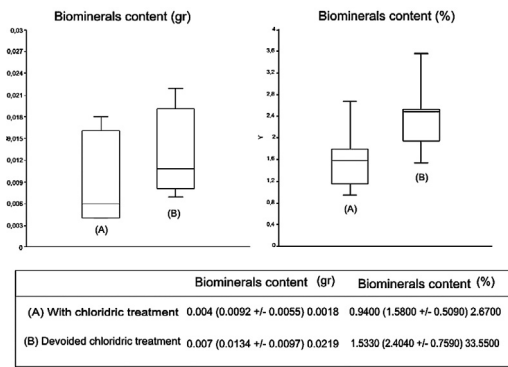 Biominerals content (gr)
0,03
0,027
0,024
0,021
0,018
0,015
0,012
0,009
0,006
0,003
0
(A)
(B)
Biominerals content (%)
4
3,6
3,2
2,8
2,4
2
1,6
1,2
0,8
0,4
0
Y
(A)
(B)
Biominerals content (gr) Biominerals content (%)
(A) With chloridric treatment 0.004 (0.0092 +/- 0.0055) 0.0018 0.9400 (1.5800 +/- 0.5090) 2.6700
(B) Devoided chloridric treatment 0.007 (0.0134 +/- 0.0097) 0.0219 1.5330 (2.4040 +/- 0.7590) 33.5500